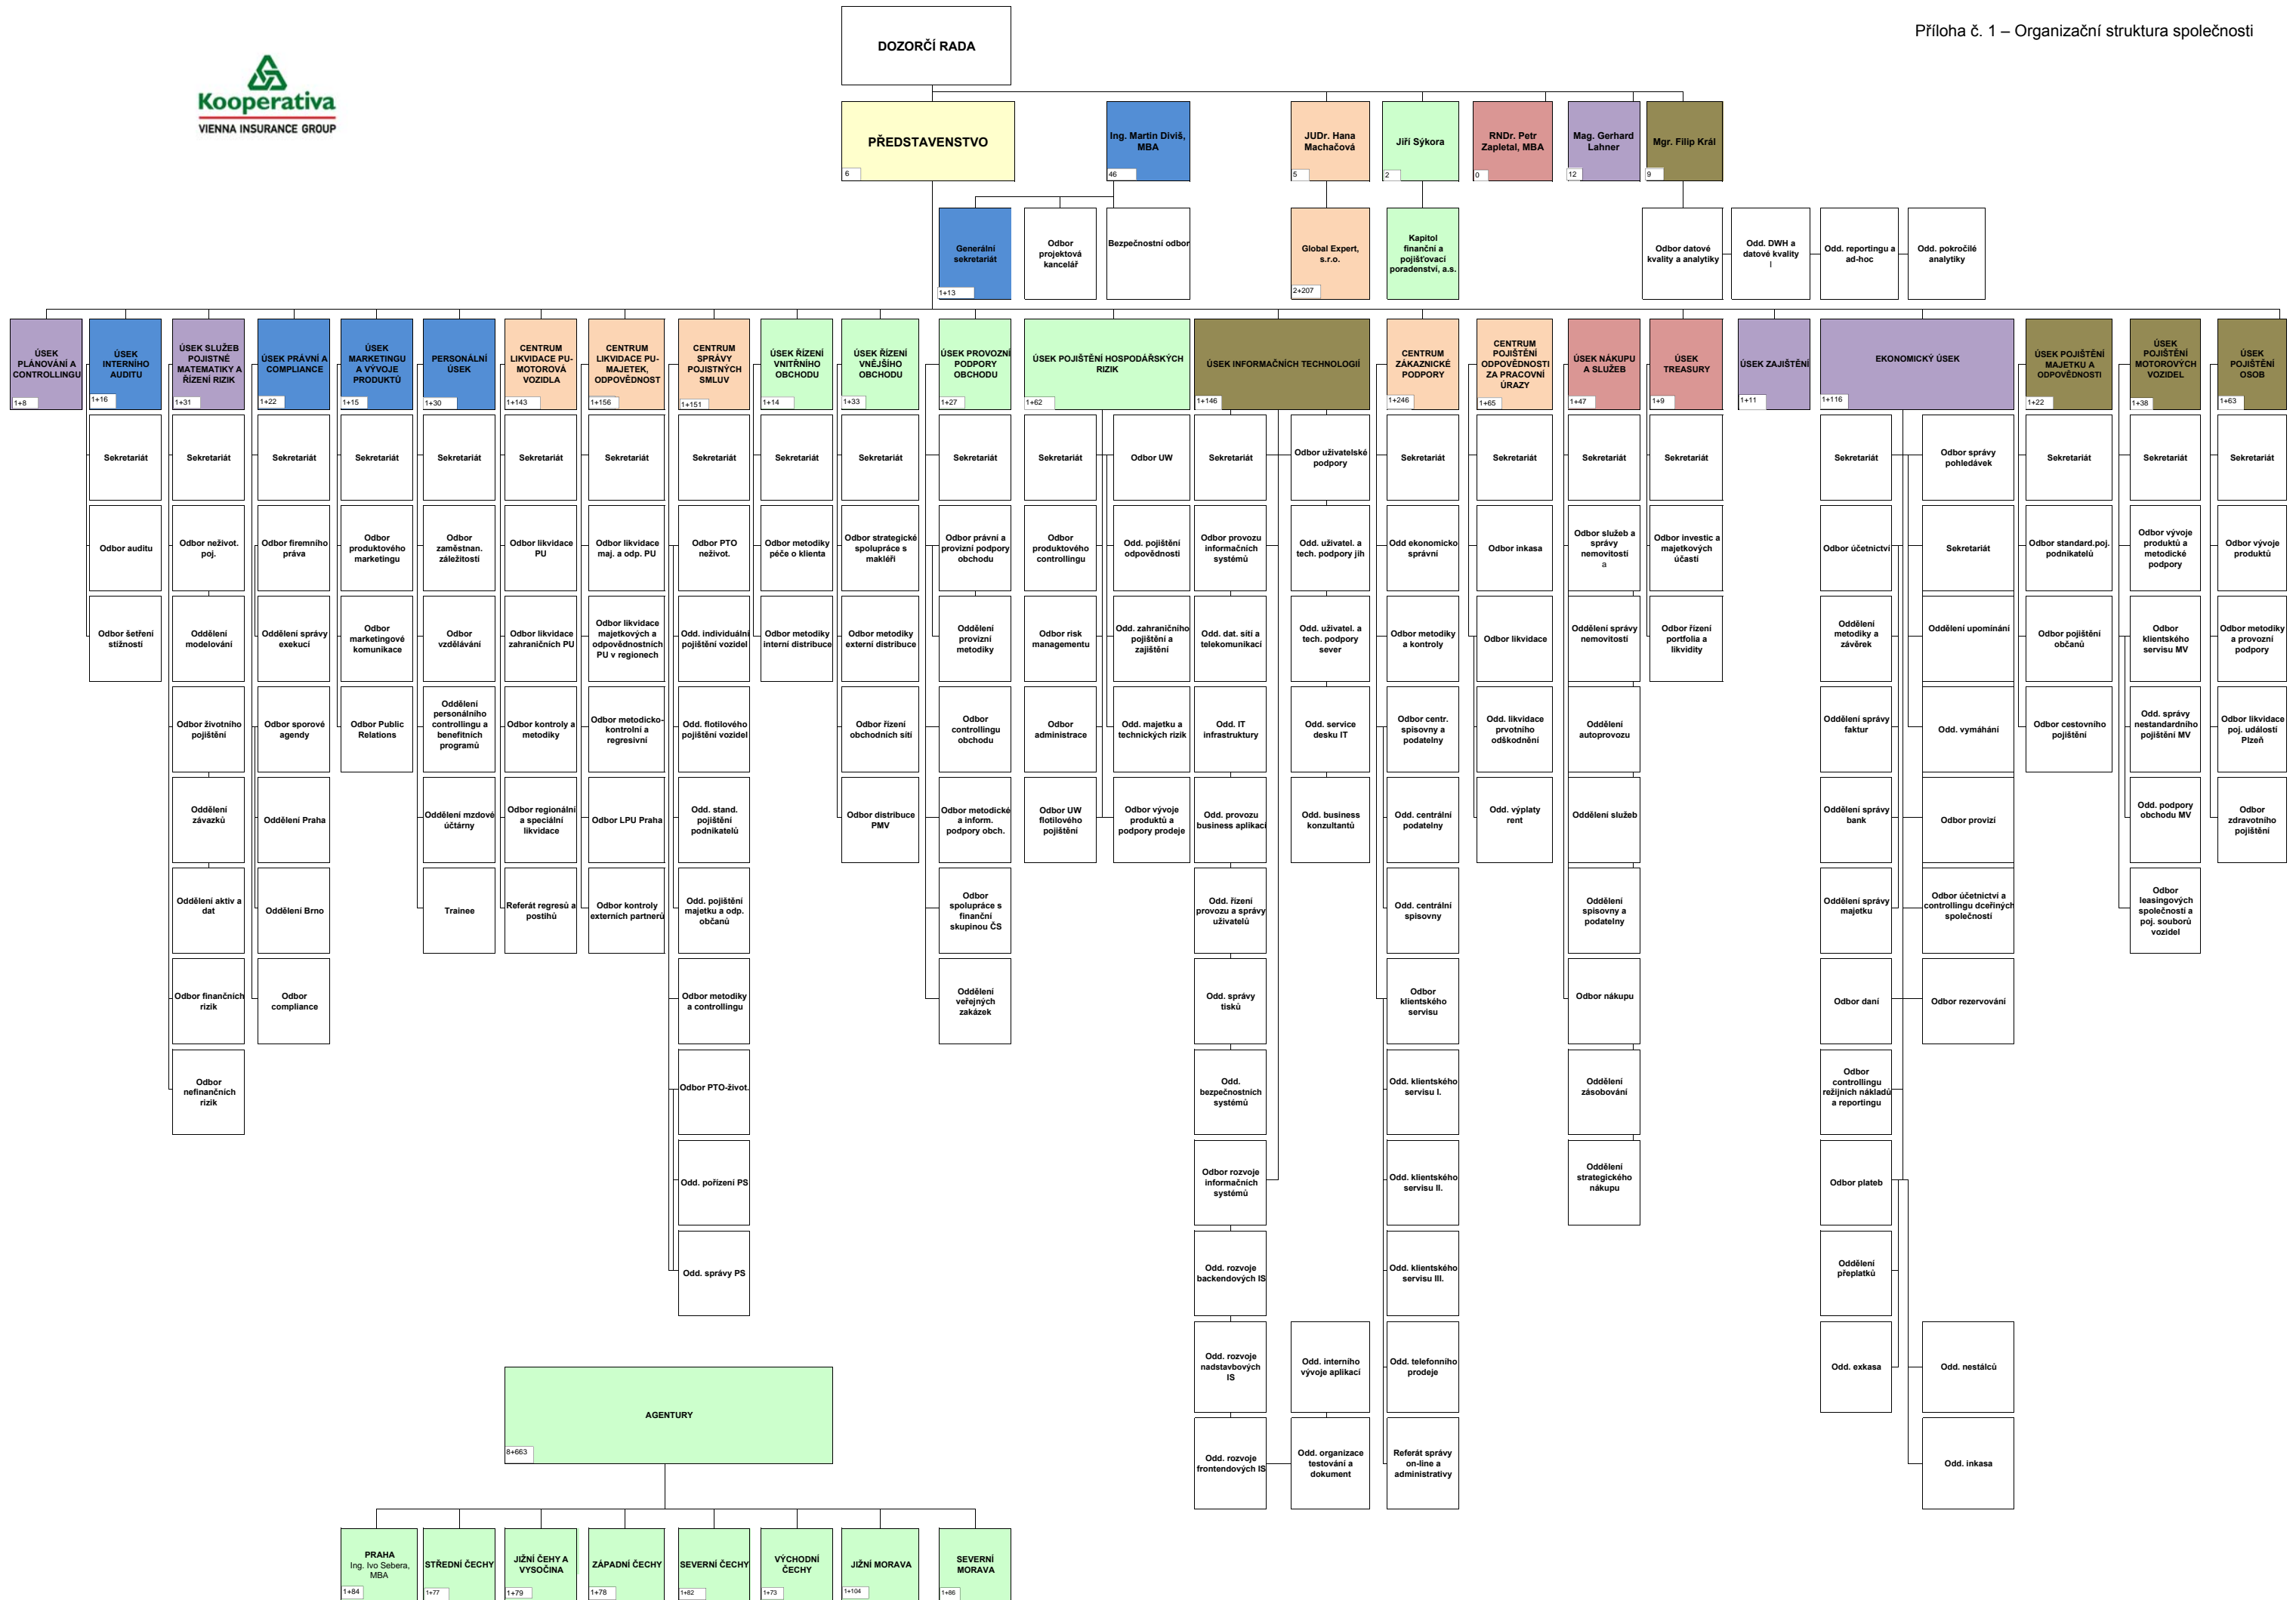 Příloha č. 1 – Organizační struktura společnosti
Kooperativa
VIENNA INSURANCE GROUP
DOZORČÍ RADA
PŘEDSTAVENSTVO
6
Ing. Martin Diviš,
MBA
46
JUDr. Hana
Machačová
5
Jiří Sýkora
2
RNDr. Petr
Zapletal, MBA
0
Mag. Gerhard
Lahner
12
Mgr. Filip Král
9
Generální
sekretariát
1+13
Odbor
projektová
kancelář
Bezpečnostní odbor
Global Expert,
s.r.o.
2+207
Kapitol
finanční a
pojišťovací
poradenství, a.s.
Odbor datové
kvality a analytiky
Odd. DWH a
datové kvality
I
Odd. reportingu a
ad-hoc
Odd. pokročilé
analytiky
ÚSEK
PLÁNOVÁNÍ A
CONTROLLINGU
1+8
ÚSEK
INTERNÍHO
AUDITU
1+16
Sekretariát
Odbor auditu
Odbor šetření
stížností
ÚSEK SLUŽEB
POJISTNÉ
MATEMATIKY A
ŘÍZENÍ RIZIK
1+31
Sekretariát
Odbor neživot.
poj.
Oddělení
modelování
Odbor životního
pojištění
Oddělení
závazků
Oddělení aktiv a
dat
Odbor finančních
rizik
Odbor
nefinančních
rizik
ÚSEK PRÁVNÍ A
COMPLIANCE
1+22
Sekretariát
Odbor firemního
práva
Oddělení správy
exekucí
Odbor sporové
agendy
Oddělení Praha
Oddělení Brno
Odbor
compliance
ÚSEK
MARKETINGU
A VÝVOJE
PRODUKTŮ
1+15
Sekretariát
Odbor
produktového
marketingu
Odbor
marketingové
komunikace
Odbor Public
Relations
PERSONÁLNÍ
ÚSEK
1+30
Sekretariát
Odbor
zaměstnan.
záležitostí
Odbor
vzdělávání
Oddělení
personálního
controllingu a
benefitních
programů
Oddělení mzdové
účtárny
Trainee
CENTRUM
LIKVIDACE PU-
MOTOROVÁ
VOZIDLA
1+143
Sekretariát
Odbor likvidace
PU
Odbor likvidace
zahraničních PU
Odbor kontroly a
metodiky
Odbor regionální
a speciální
likvidace
Referát regresů a
postihů
CENTRUM
LIKVIDACE PU-
MAJETEK,
ODPOVĚDNOST
1+156
Sekretariát
Odbor likvidace
maj. a odp. PU
Odbor likvidace
majetkových a
odpovědnostních
PU v regionech
Odbor metodicko-
kontrolní a
regresivní
Odbor LPU Praha
Odbor kontroly
externích partnerů
CENTRUM
SPRÁVY
POJISTNÝCH
SMLUV
1+151
Sekretariát
Odbor PTO
neživot.
Odd. individuální
pojištění vozidel
Odd. flotilového
pojištění vozidel
Odd. stand.
pojištění
podnikatelů
Odd. pojištění
majetku a odp.
občanů
Odbor metodiky
a controllingu
Odbor PTO-život.
Odd. pořízení PS
Odd. správy PS
ÚSEK ŘÍZENÍ
VNITŘNÍHO
OBCHODU
1+14
Sekretariát
Odbor metodiky
péče o klienta
Odbor metodiky
interní distribuce
ÚSEK ŘÍZENÍ
VNĚJŠÍHO
OBCHODU
1+33
Sekretariát
Odbor strategické
spolupráce s
makléři
Odbor metodiky
externí distribuce
Odbor řízení
obchodních sítí
Odbor distribuce
PMV
ÚSEK PROVOZNÍ
PODPORY
OBCHODU
1+27
Sekretariát
Odbor právní a
provizní podpory
obchodu
Oddělení
provizní
metodiky
Odbor
controllingu
obchodu
Odbor metodické
a inform.
podpory obch.
Odbor
spolupráce s
finanční
skupinou ČS
Oddělení
veřejných
zakázek
ÚSEK POJIŠTĚNÍ HOSPODÁŘSKÝCH
RIZIK
1+62
Sekretariát
Odbor
produktového
controllingu
Odbor risk
managementu
Odbor
administrace
Odbor UW
flotilového
pojištění
Odbor UW
Odd. pojištění
odpovědnosti
Odd. zahraničního
pojištění a
zajištění
Odd. majetku a
technických rizik
Odbor vývoje
produktů a
podpory prodeje
ÚSEK INFORMAČNÍCH TECHNOLOGIÍ
1+146
Sekretariát
Odbor provozu
informačních
systémů
Odd. dat. sítí a
telekomunikací
Odd. IT
infrastruktury
Odd. provozu
business aplikací
Odd. řízení
provozu a správy
uživatelů
Odd. správy
tisků
Odd.
bezpečnostních
systémů
Odbor rozvoje
informačních
systémů
Odd. rozvoje
backendových IS
Odd. rozvoje
nadstavbových
IS
Odd. rozvoje
frontendových IS
Odbor uživatelské
podpory
Odd. uživatel. a
tech. podpory jih
Odd. uživatel. a
tech. podpory
sever
Odd. service
desku IT
Odd. business
konzultantů
Odd. interního
vývoje aplikací
Odd. organizace
testování a
dokument
CENTRUM
ZÁKAZNICKÉ
PODPORY
1+246
Sekretariát
Odd ekonomicko
správní
Odbor metodiky
a kontroly
Odbor centr.
spisovny a
podatelny
Odd. centrální
podatelny
Odd. centrální
spisovny
Odbor
klientského
servisu
Odd. klientského
servisu I.
Odd. klientského
servisu II.
Odd. klientského
servisu III.
Odd. telefonního
prodeje
Referát správy
on-line a
administrativy
CENTRUM
POJIŠTĚNÍ
ODPOVĚDNOSTI
ZA PRACOVNÍ
ÚRAZY
1+65
Sekretariát
Odbor inkasa
Odbor likvidace
Odd. likvidace
prvotního
odškodnění
Odd. výplaty
rent
ÚSEK NÁKUPU
A SLUŽEB
1+47
Sekretariát
Odbor služeb a
správy
nemovitostí
a
Oddělení správy
nemovitostí
Oddělení
autoprovozu
Oddělení služeb
Oddělení
spisovny a
podatelny
Odbor nákupu
Oddělení
zásobování
Oddělení
strategického
nákupu
ÚSEK
TREASURY
1+9
Sekretariát
Odbor investic a
majetkových
účastí
Odbor řízení
portfolia a
likvidity
ÚSEK ZAJIŠTĚNÍ
1+11
EKONOMICKÝ ÚSEK
1+116
Sekretariát
Odbor účetnictví
Oddělení
metodiky a
závěrek
Oddělení správy
faktur
Oddělení správy
bank
Oddělení správy
majetku
Odbor daní
Odbor
controllingu
režijních nákladů
a reportingu
Odbor plateb
Oddělení
přeplatků
Odd. exkasa
Odbor správy
pohledávek
Sekretariát
Oddělení upomínání
Odd. vymáhání
Odbor provizí
Odbor účetnictví a
controllingu dceřiných
společností
Odbor rezervování
Odd. nestálců
Odd. inkasa
ÚSEK POJIŠTĚNÍ
MAJETKU A
ODPOVĚDNOSTI
1+22
Sekretariát
Odbor standard.poj.
podnikatelů
Odbor pojištění
občanů
Odbor cestovního
pojištění
ÚSEK
POJIŠTĚNÍ
MOTOROVÝCH
VOZIDEL
1+38
Sekretariát
Odbor vývoje
produktů a
metodické
podpory
Odbor
klientského
servisu MV
Odd. správy
nestandardního
pojištění MV
Odd. podpory
obchodu MV
Odbor
leasingových
společností a
poj. souborů
vozidel
ÚSEK
POJIŠTĚNÍ
OSOB
1+63
Sekretariát
Odbor vývoje
produktů
Odbor metodiky
a provozní
podpory
Odbor likvidace
poj. událostí
Plzeň
Odbor
zdravotního
pojištění
AGENTURY
8+663
PRAHA
Ing. Ivo Sebera,
MBA
1+84
STŘEDNÍ ČECHY
1+77
JIŽNÍ ČEHY A
VYSOČINA
1+79
ZÁPADNÍ ČECHY
1+78
SEVERNÍ ČECHY
1+82
VÝCHODNÍ
ČECHY
1+73
JIŽNÍ MORAVA
1+104
SEVERNÍ
MORAVA
1+86